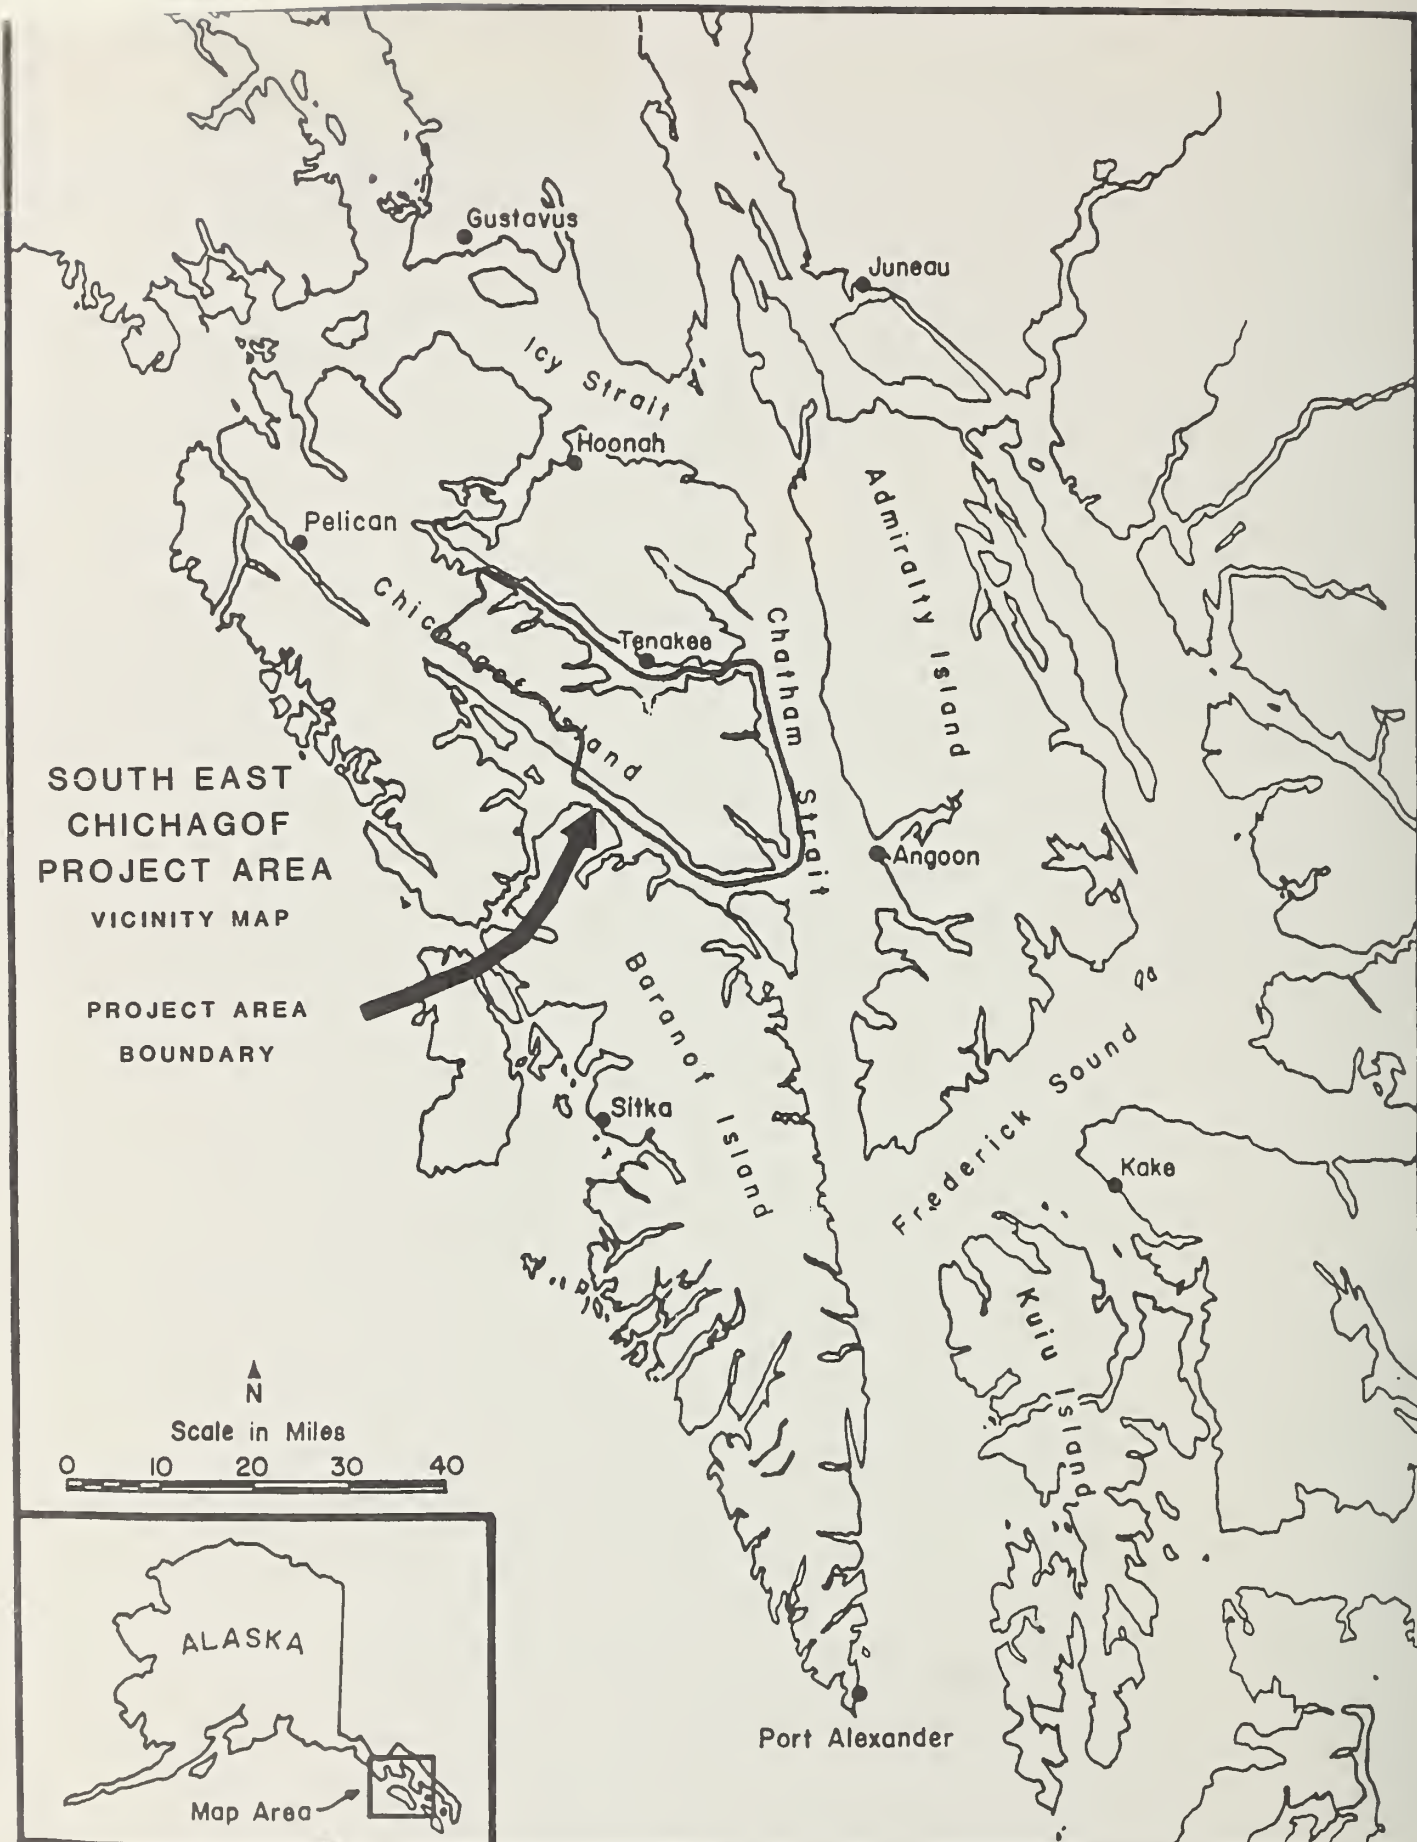 Gustavus
Juneau
Icy Strait
Hoonah
Admiralty Island
Pelican
Chicagof Island
Chatham Strait
Tenakee
SOUTH EAST
CHICHAGOF
PROJECT AREA
VICINITY MAP
Angoon
PROJECT AREA
BOUNDARY
Baranof Island
Frederick Sound
Sitka
Kake
Kuiu Island
N
Scale in Miles
0 10 20 30 40
ALASKA
Map Area
Port Alexander